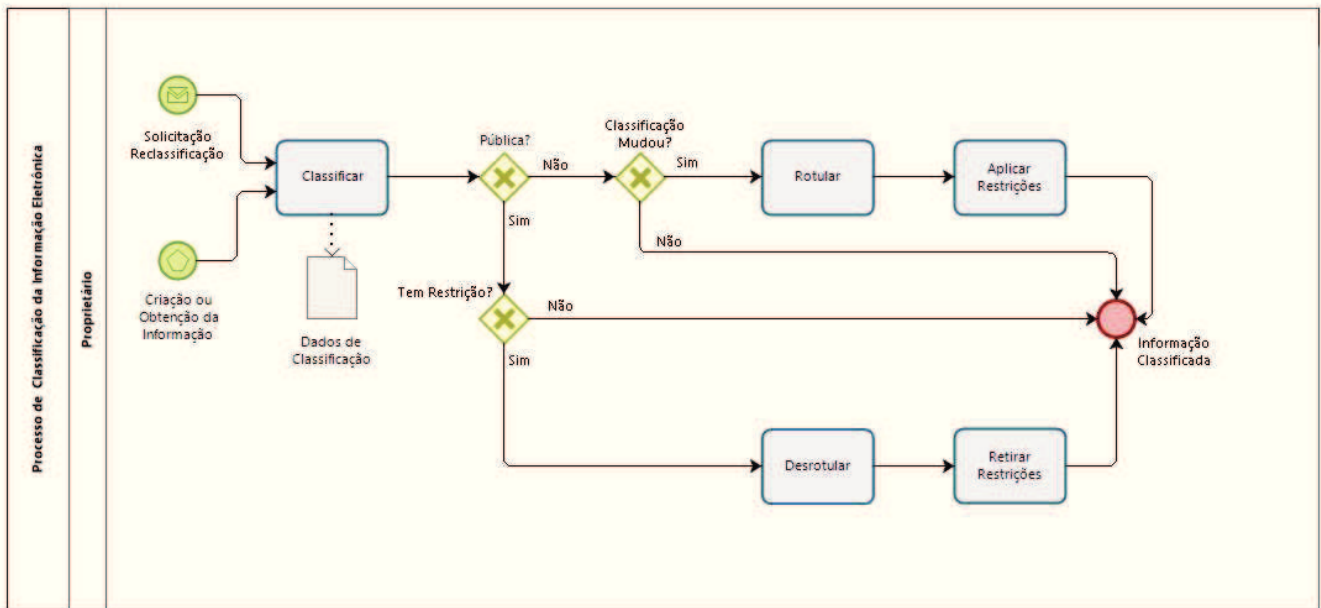 Processo de Classificação da Informação Eletrônica
Proprietário
Solicitação
Reclassificação
Criação ou
Obtenção da
Informação
Classificar
Dados de
Classificação
Pública?
Não
Sim
Classificação
Mudou?
Sim
Não
Rotular
Aplicar
Restrições
Tem Restrição?
Não
Sim
Desrotular
Retirar
Restrições
Informação
Classificada